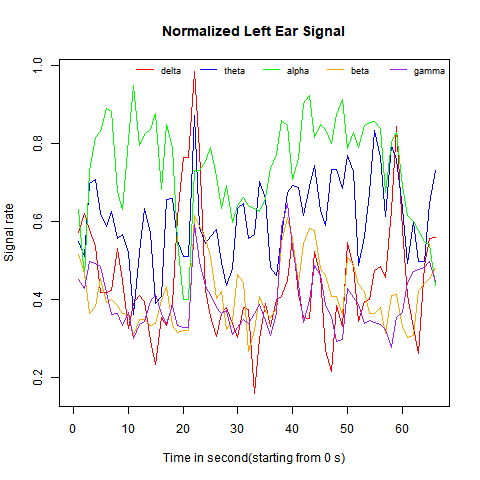 Normalized Left Ear Signal
delta theta alpha beta gamma
Signal rate
1.0
0.8
0.6
0.4
0.2
0 10 20 30 40 50 60
Time in second(starting from 0 s)